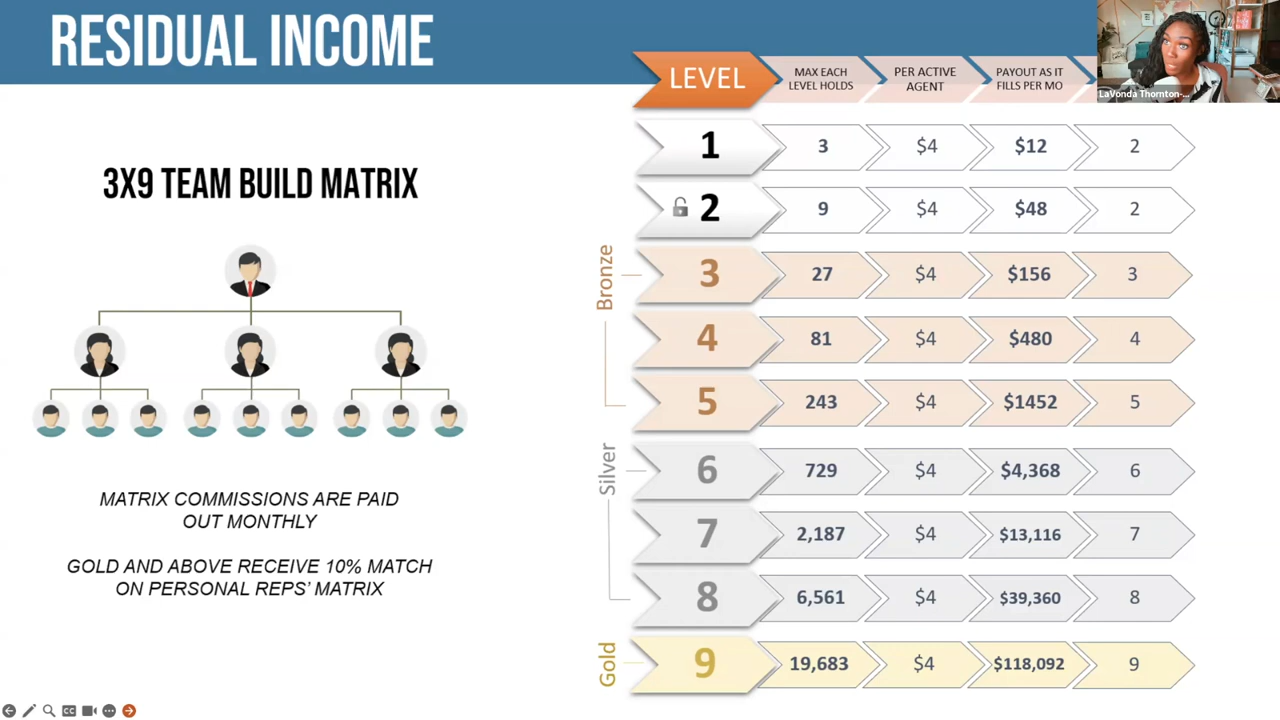 RESIDUAL INCOME
3X9 TEAM BUILD MATRIX
MATRIX COMMISSIONS ARE PAID
OUT MONTHLY
GOLD AND ABOVE RECEIVE 10% MATCH
ON PERSONAL REPS' MATRIX
LEVEL
MAX EACH
LEVEL HOLDS
PER ACTIVE
AGENT
PAYOUT AS IT
FILLS PER MO
1 3 $4 $12 2
2 9 $4 $48 2
Bronze
3 27 $4 $156 3
4 81 $4 $480 4
5 243 $4 $1452 5
Silver
6 729 $4 $4,368 6
7 2,187 $4 $13,116 7
8 6,561 $4 $39,360 8
Gold
9 19,683 $4 $118,092 9
LaVonda Thornton-...
CC